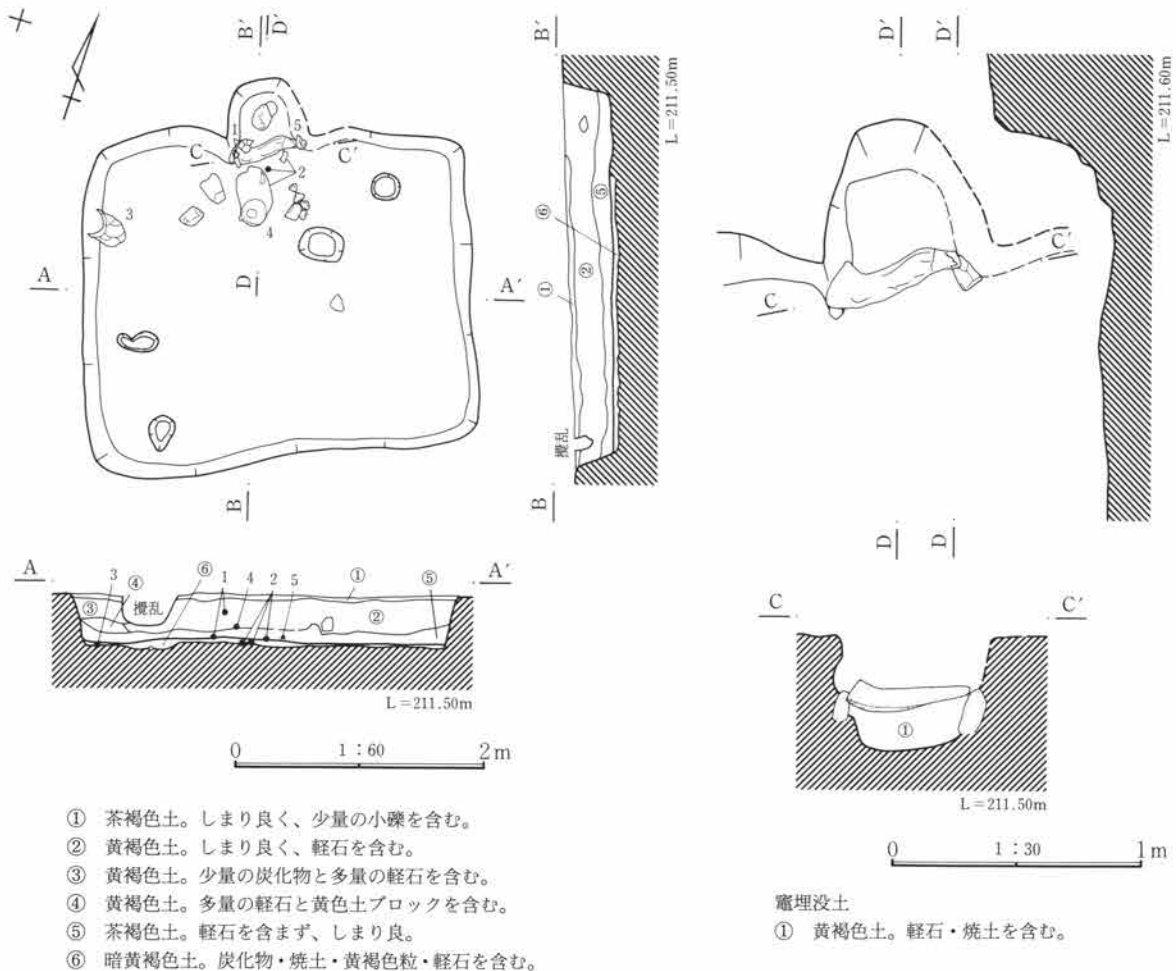 B′ D′
1 5
C C′
2
3
4
A D A′
B
B′
L=211.50m
⑤
⑥
②
①
攪乱
B
D′ D′
L=211.60m
C′
C
D D
A 3 ④ ⑥ 1 4 2 5 ① ⑤ A′
③ 攪乱 ②
L=211.50m
0 1:60 2m
① 茶褐色土。しまり良く、少量の小礫を含む。
② 黄褐色土。しまり良く、軽石を含む。
③ 黄褐色土。少量の炭化物と多量の軽石を含む。
④ 黄褐色土。多量の軽石と黄色土ブロックを含む。
⑤ 茶褐色土。軽石を含まず、しまり良。
⑥ 暗黄褐色土。炭化物・焼土・黄褐色粒・軽石を含む。
C C′
①
L=211.50m
0 1:30 1m
竈埋没土
① 黄褐色土。軽石・焼土を含む。